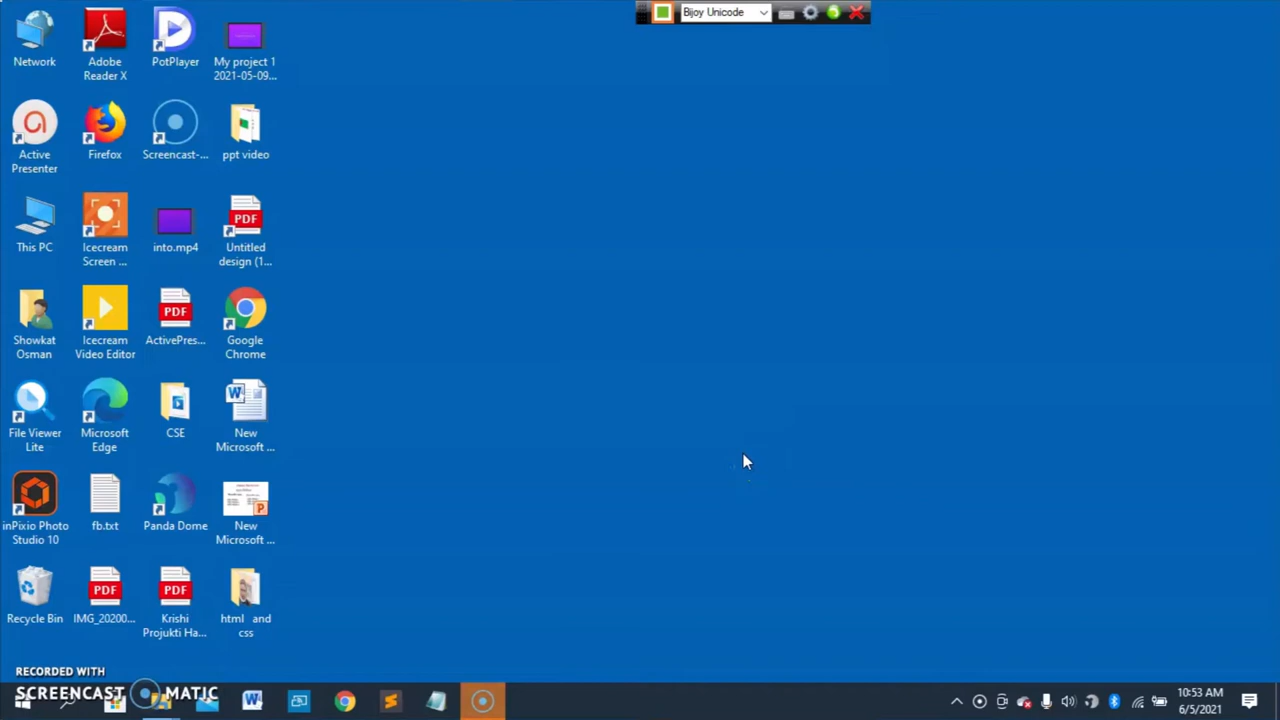 Bijoy Unicode
Network
Adobe
Reader X
PotPlayer
My project 1
2021-05-09...
Active
Presenter
Firefox
Screencast-...
ppt video
This PC
Icecream
Screen ...
into.mp4
PDF
Untitled
design (1...
Showkat
Osman
Icecream
Video Editor
PDF
ActivePres...
Google
Chrome
File Viewer
Lite
Microsoft
Edge
CSE
W
New
Microsoft ...
inPixio Photo
Studio 10
fb.txt
Panda Dome
P
New
Microsoft ...
Recycle Bin
PDF
IMG_20200...
PDF
Krishi
Projukti Ha...
html and
css
RECORDED WITH
SCREENCAST MATIC
W
10:53 AM
6/5/2021